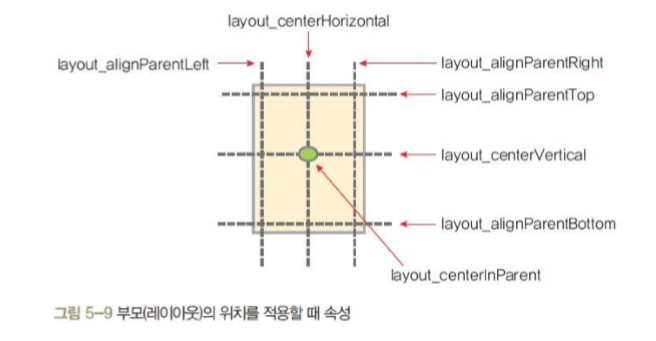 layout_centerHorizontal
layout_alignParentLeft
layout_alignParentRight
layout_alignParentTop
layout_centerVertical
layout_alignParentBottom
layout_centerInParent
그림 5-9 부모(레이아웃)의 위치를 적용할 때 속성